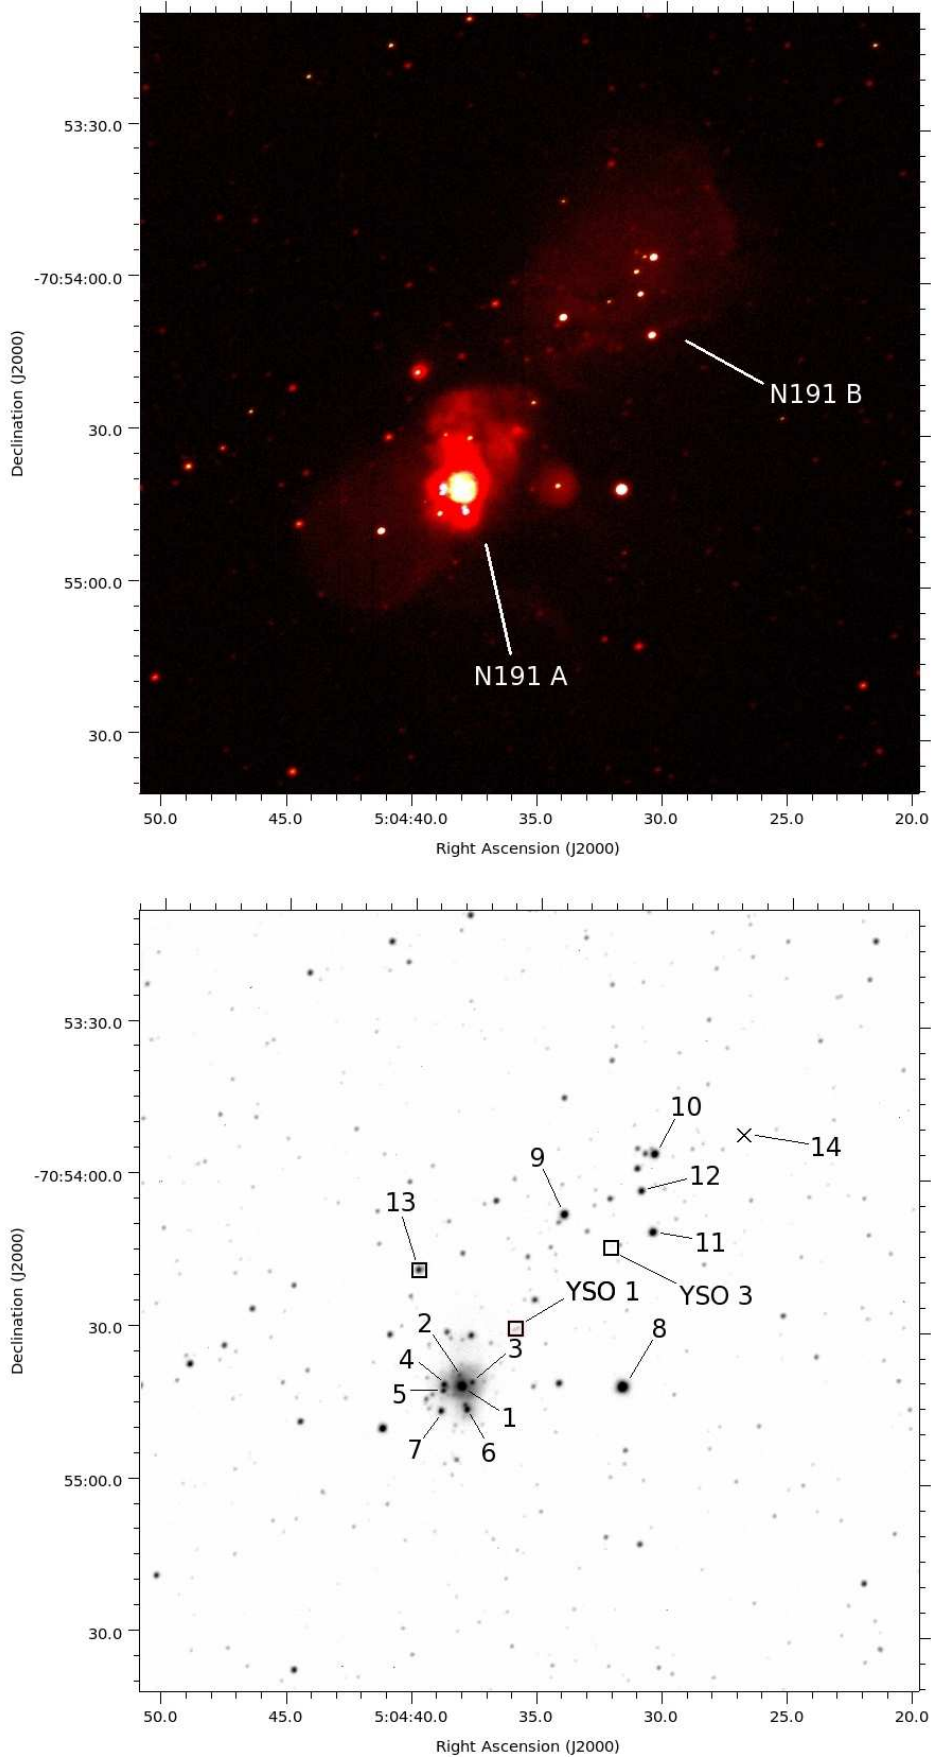 53:30.0
-70:54:00.0
30.0
55:00.0
30.0
Declination (J2000)
N191 B
N191 A
50.0 45.0 5:04:40.0 35.0 30.0 25.0 20.0
Right Ascension (J2000)
53:30.0
-70:54:00.0
30.0
55:00.0
30.0
Declination (J2000)
10
14
9
12
13
11
YSO 1
YSO 3
2
8
3
4
5
1
7
6
50.0 45.0 5:04:40.0 35.0 30.0 25.0 20.0
Right Ascension (J2000)